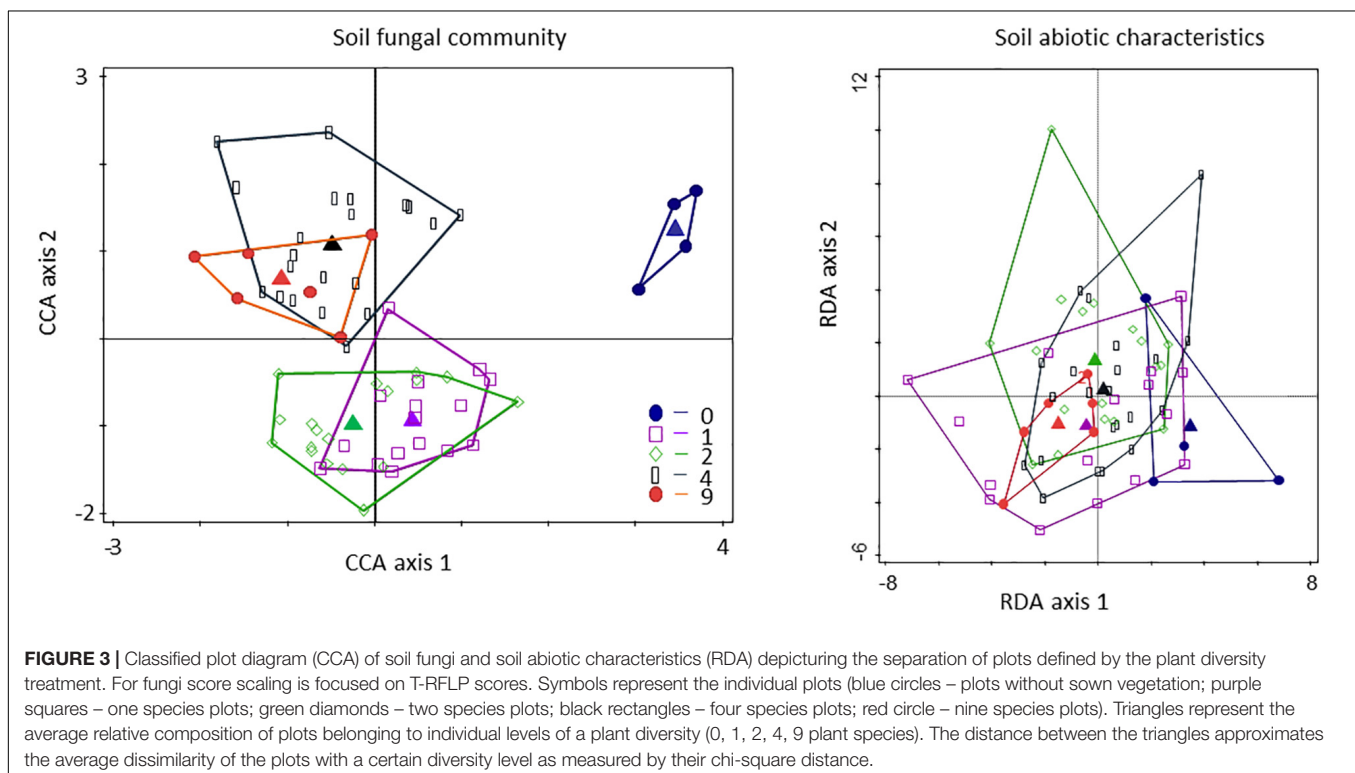 Soil fungal community
Soil abiotic characteristics
3
CCA axis 2
-2
-3
CCA axis 1
4
0
1
2
4
9
12
RDA axis 2
-6
-8
RDA axis 1
8
FIGURE 3 | Classified plot diagram (CCA) of soil fungi and soil abiotic characteristics (RDA) depicturing the separation of plots defined by the plant diversity
treatment. For fungi score scaling is focused on T-RFLP scores. Symbols represent the individual plots (blue circles – plots without sown vegetation; purple
squares – one species plots; green diamonds – two species plots; black rectangles – four species plots; red circle – nine species plots). Triangles represent the
average relative composition of plots belonging to individual levels of a plant diversity (0, 1, 2, 4, 9 plant species). The distance between the triangles approximates
the average dissimilarity of the plots with a certain diversity level as measured by their chi-square distance.